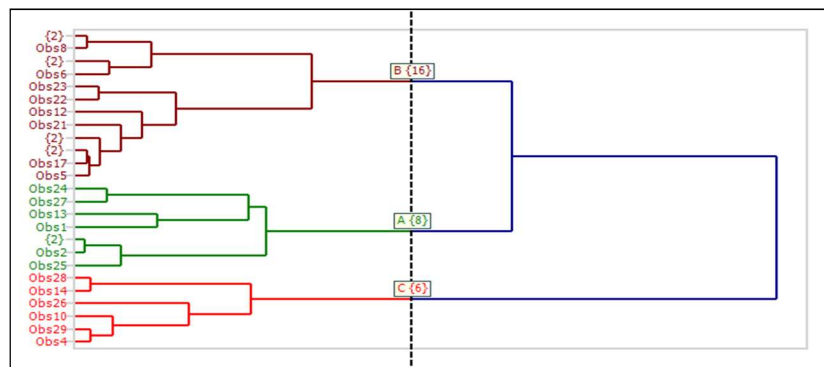 {2}
Obs8
{2}
Obs6
B {16}
Obs23
Obs22
Obs12
Obs21
{2}
{2}
Obs17
Obs5
Obs24
Obs27
Obs13
A {8}
Obs1
{2}
Obs2
Obs25
Obs28
C {6}
Obs14
Obs26
Obs10
Obs29
Obs4